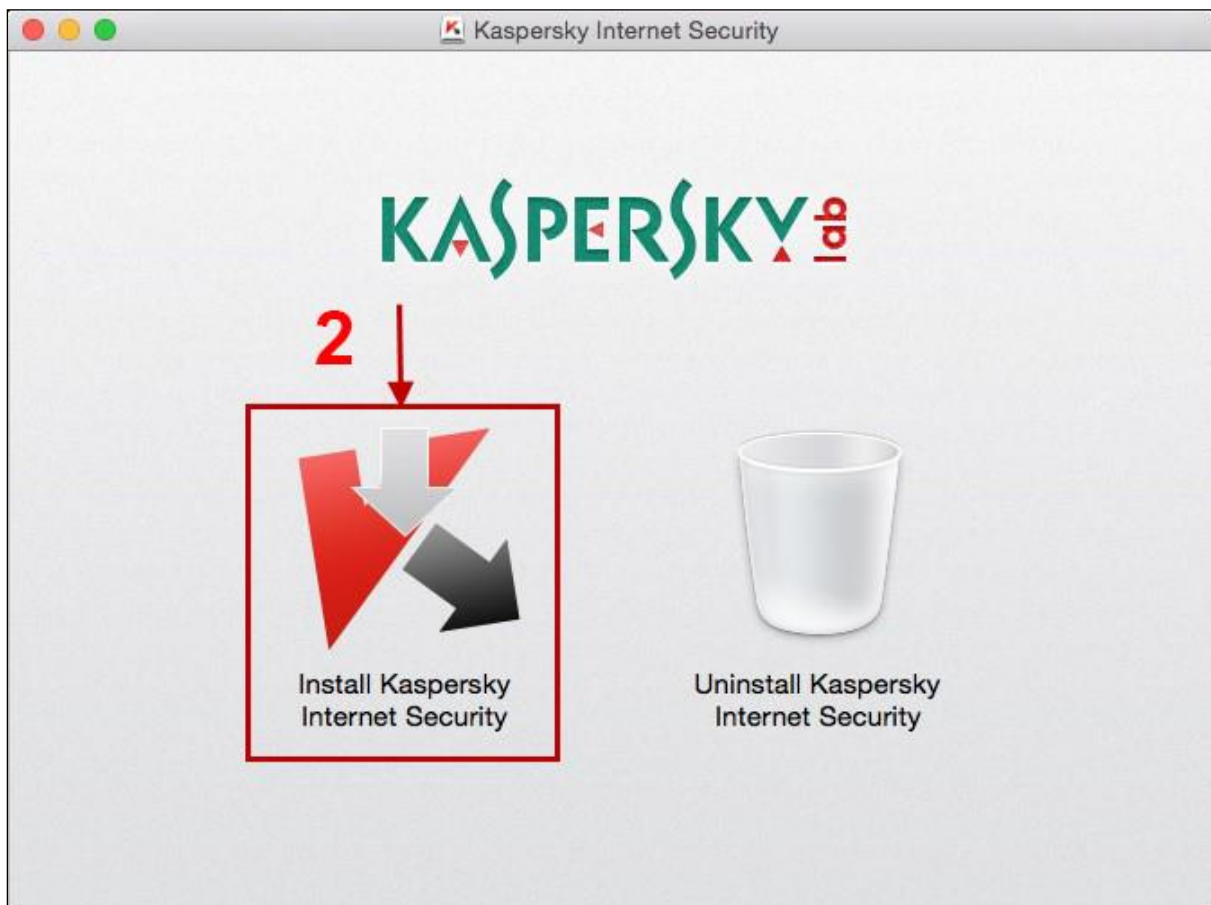 Kaspersky Internet Security
KASPERSKY lab
2
Install Kaspersky
Internet Security
Uninstall Kaspersky
Internet Security